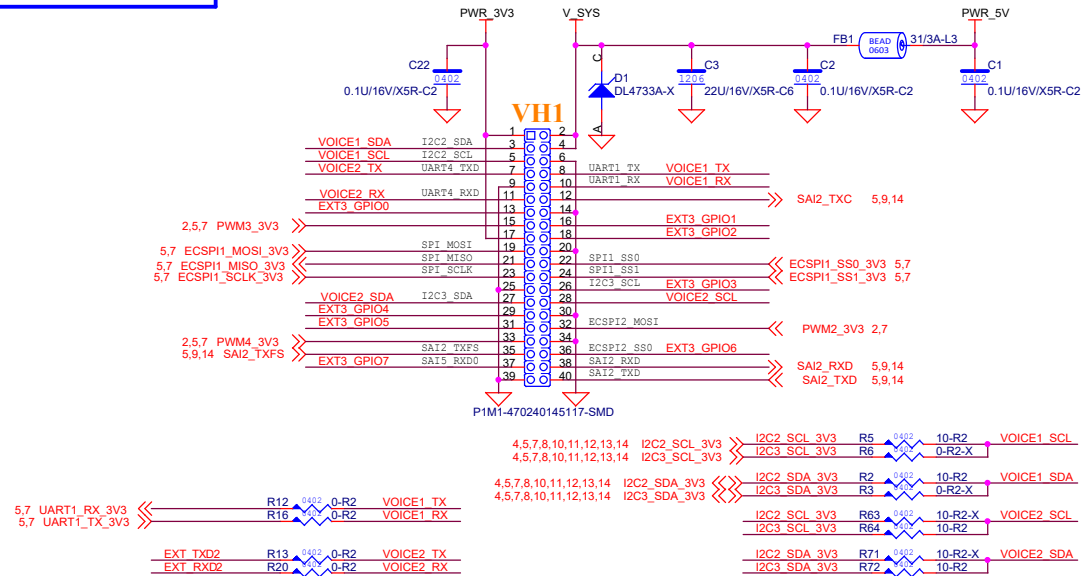 PWR_3V3 V_SYS PWR_5V
FB1 BEAD 0603 31/3A-L3
C22 0402 0.1U/16V/X5R-C2
C D1 DL4733A-X A
C3 1206 22U/16V/X5R-C6
C2 0402 0.1U/16V/X5R-C2
C1 0402 0.1U/16V/X5R-C2
VH1
1 2
VOICE1_SDA I2C2_SDA 3 4
VOICE1_SCL I2C2_SCL 5 6
VOICE2_TX UART4_TXD 7 8 UART1_TX VOICE1_TX
9 10 UART1_RX VOICE1_RX
VOICE2_RX UART4_RXD 11 12 SAI2_TXC 5,9,14
EXT3_GPIO0 13 14
2,5,7 PWM3_3V3 15 16 EXT3_GPIO1
17 18 EXT3_GPIO2
5,7 ECSPI1_MOSI_3V3 SPI_MOSI 19 20
5,7 ECSPI1_MISO_3V3 SPI_MISO 21 22 SPI1_SS0 ECSPI1_SS0_3V3 5,7
5,7 ECSPI1_SCLK_3V3 SPI_SCLK 23 24 SPI1_SS1 ECSPI1_SS1_3V3 5,7
25 26 I2C3_SCL EXT3_GPIO3
VOICE2_SDA I2C3_SDA 27 28 VOICE2_SCL
EXT3_GPIO4 29 30
EXT3_GPIO5 31 32 ECSPI2_MOSI PWM2_3V3 2,7
2,5,7 PWM4_3V3 33 34
5,9,14 SAI2_TXFS SAI2_TXFS 35 36 ECSPI2_SS0 EXT3_GPIO6
EXT3_GPIO7 SAI5_RXD0 37 38 SAI2_RXD SAI2_RXD 5,9,14
39 40 SAI2_TXD SAI2_TXD 5,9,14
P1M1-470240145117-SMD
4,5,7,8,10,11,12,13,14 I2C2_SCL_3V3 I2C2_SCL_3V3 R5 0402 10-R2 VOICE1_SCL
4,5,7,8,10,11,12,13,14 I2C3_SCL_3V3 I2C3_SCL_3V3 R6 0-R2-X
4,5,7,8,10,11,12,13,14 I2C2_SDA_3V3 I2C2_SDA_3V3 R2 0402 10-R2 VOICE1_SDA
4,5,7,8,10,11,12,13,14 I2C3_SDA_3V3 I2C3_SDA_3V3 R3 0-R2-X
5,7 UART1_RX_3V3 R12 0402 0-R2 VOICE1_TX
5,7 UART1_TX_3V3 R16 0-R2 VOICE1_RX
I2C2_SCL_3V3 R63 0402 10-R2-X VOICE2_SCL
I2C3_SCL_3V3 R64 10-R2
EXT_TXD2 R13 0402 0-R2 VOICE2_TX
EXT_RXD2 R20 0402 0-R2 VOICE2_RX
I2C2_SDA_3V3 R71 0402 10-R2-X VOICE2_SDA
I2C3_SDA_3V3 R72 0402 10-R2